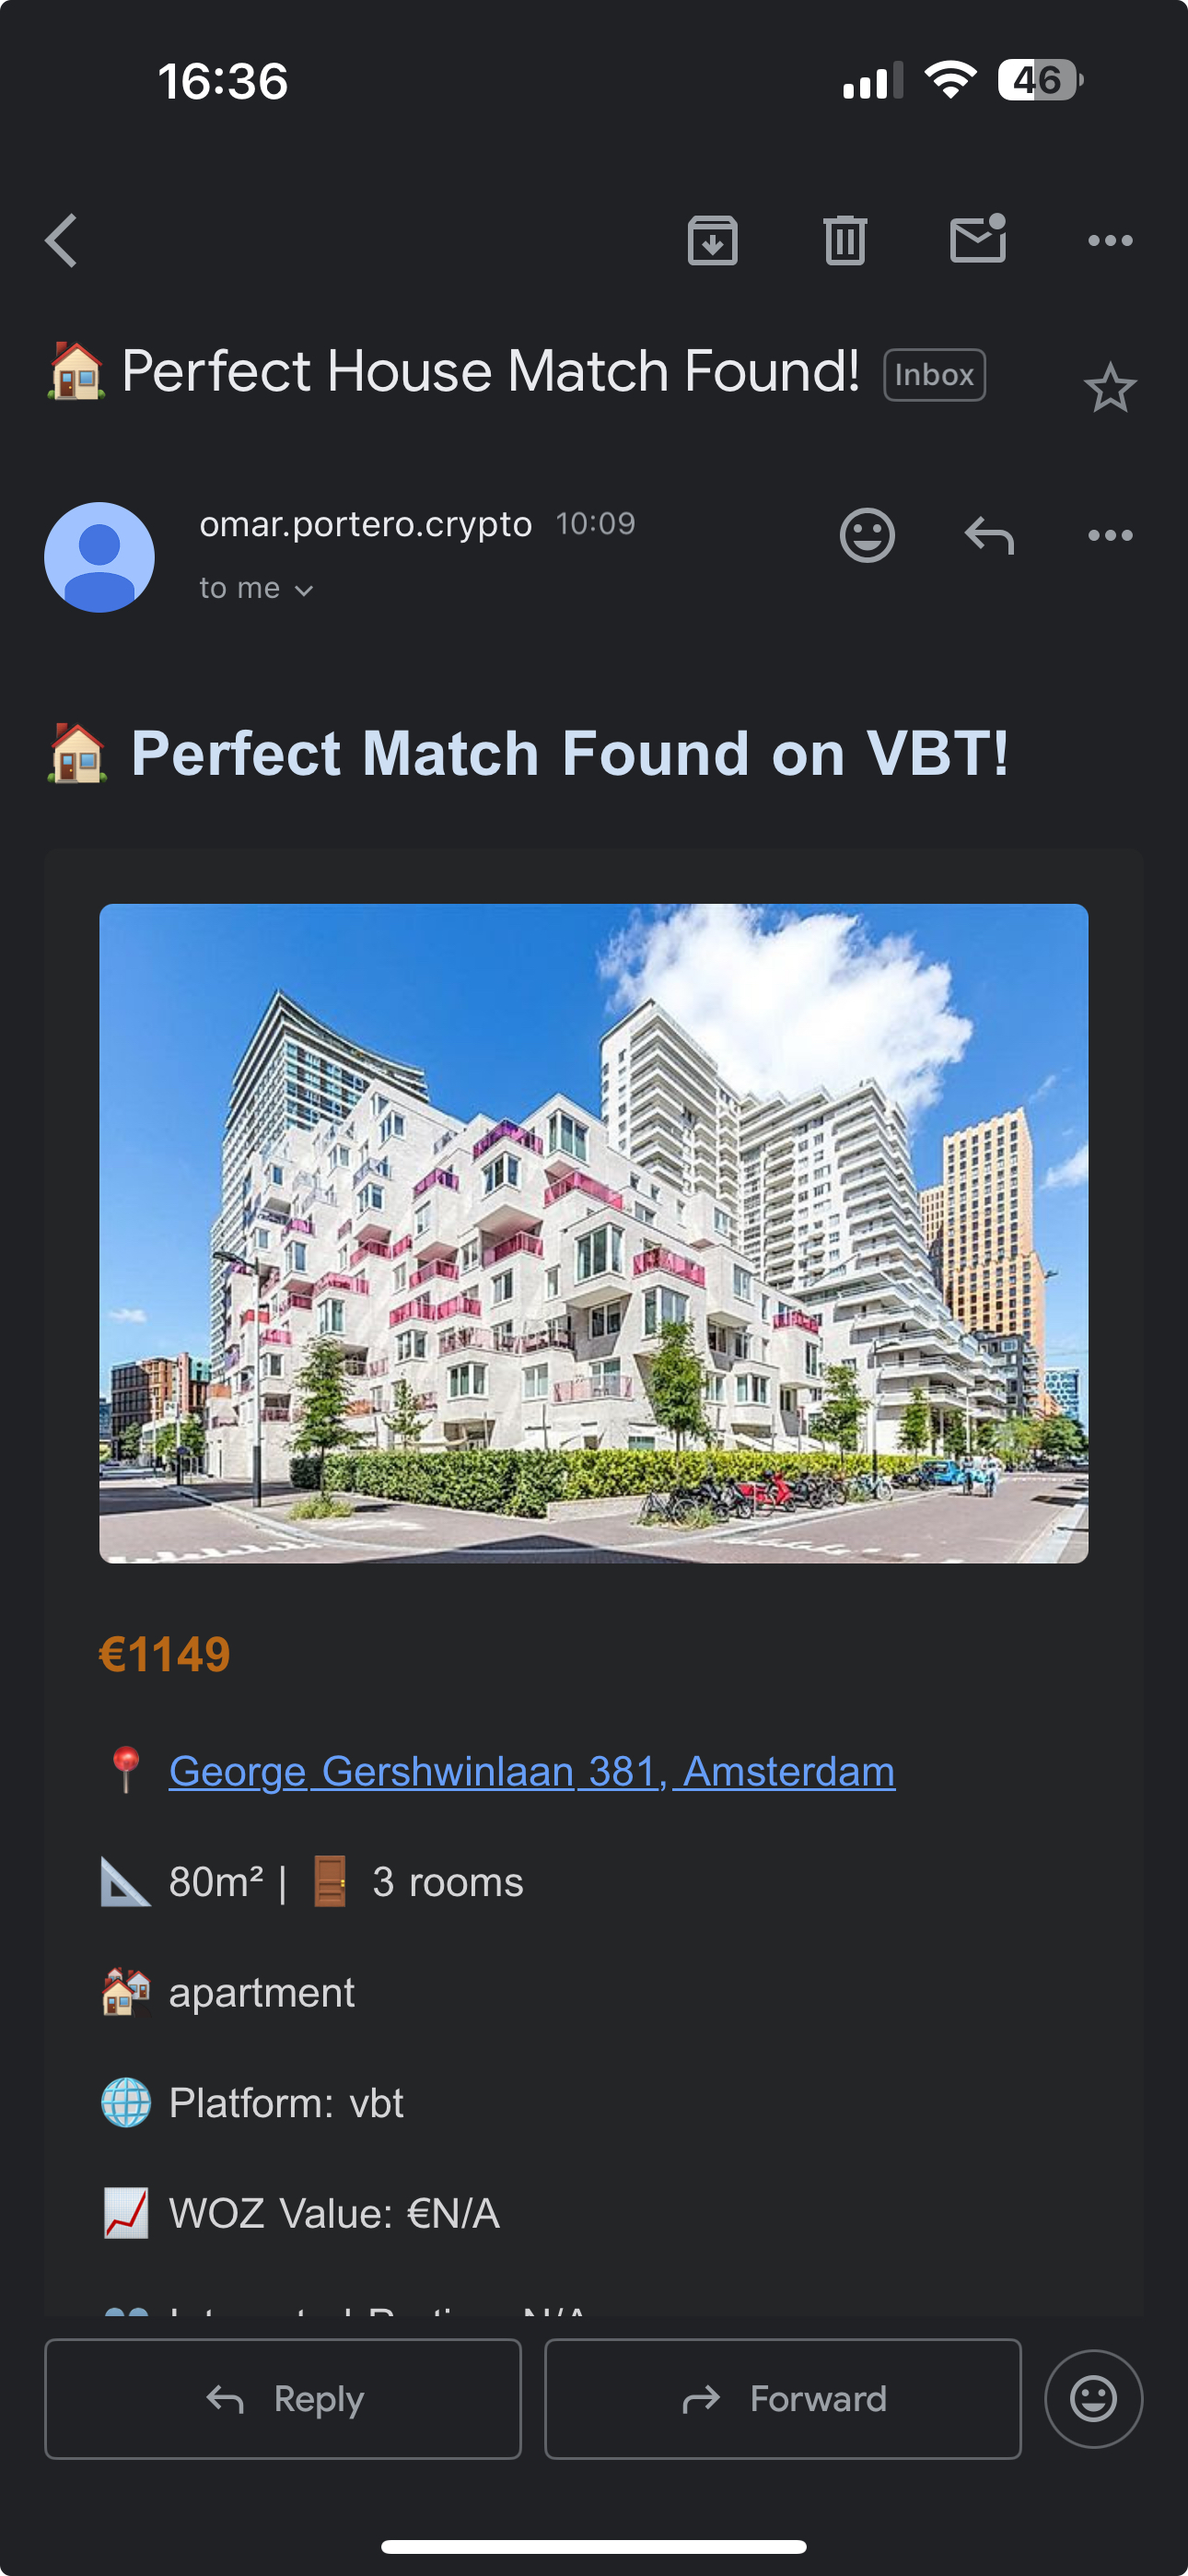 16:36
46
Perfect House Match Found! Inbox
omar.portero.crypto 10:09
to me
Perfect Match Found on VBT!
€1149
George Gershwinlaan 381, Amsterdam
80m² | 3 rooms
apartment
Platform: vbt
WOZ Value: €N/A
Reply Forward